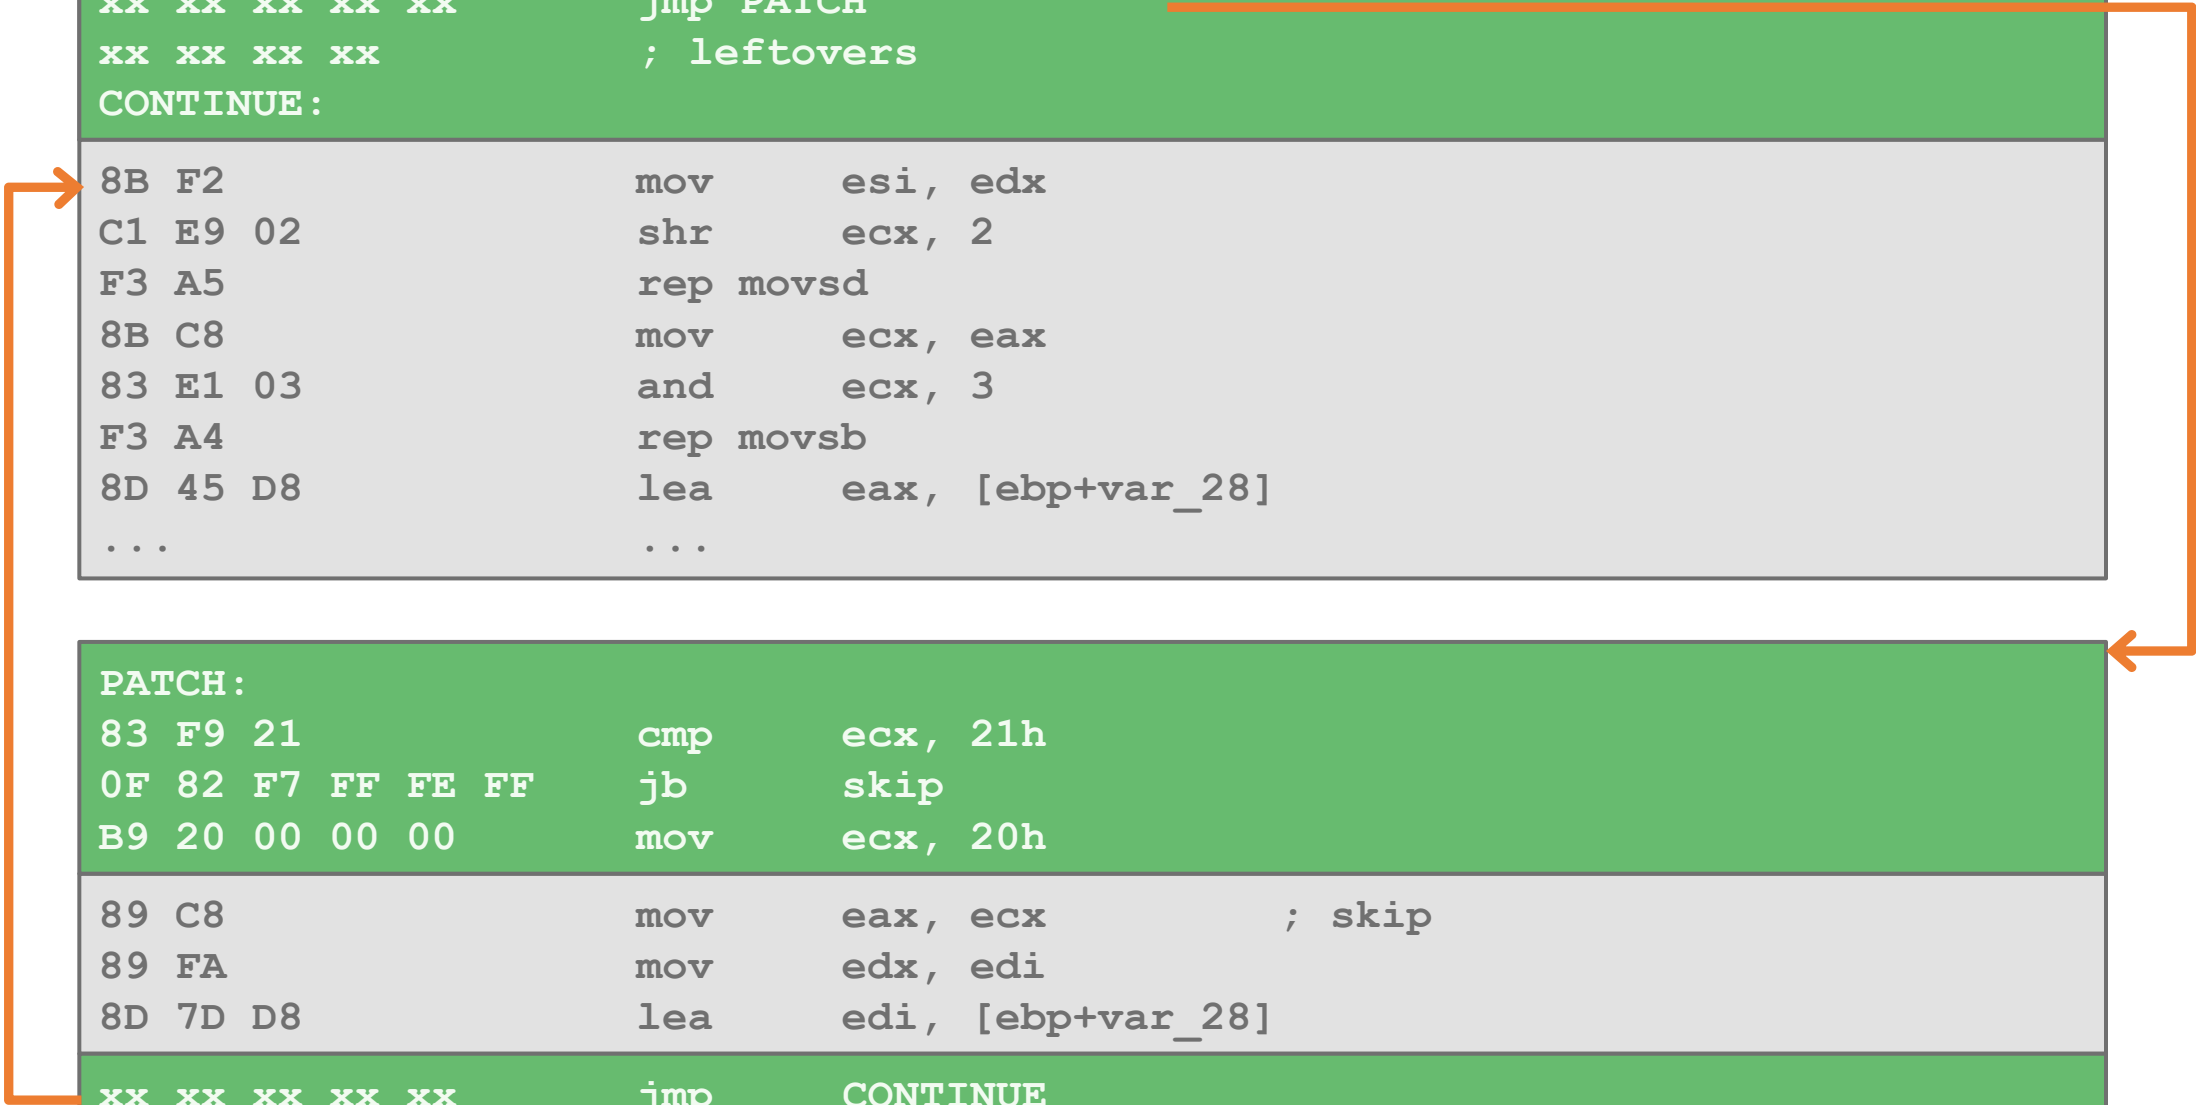 xx xx xx xx xx jmp PATCH
xx xx xx xx ; leftovers
CONTINUE:
8B F2 mov esi, edx
C1 E9 02 shr ecx, 2
F3 A5 rep movsd
8B C8 mov ecx, eax
83 E1 03 and ecx, 3
F3 A4 rep movsb
8D 45 D8 lea eax, [ebp+var_28]
... ...
PATCH:
83 F9 21 cmp ecx, 21h
0F 82 F7 FF FE FF jb skip
B9 20 00 00 00 mov ecx, 20h
89 C8 mov eax, ecx ; skip
89 FA mov edx, edi
8D 7D D8 lea edi, [ebp+var_28]
xx xx xx xx xx jmp CONTINUE